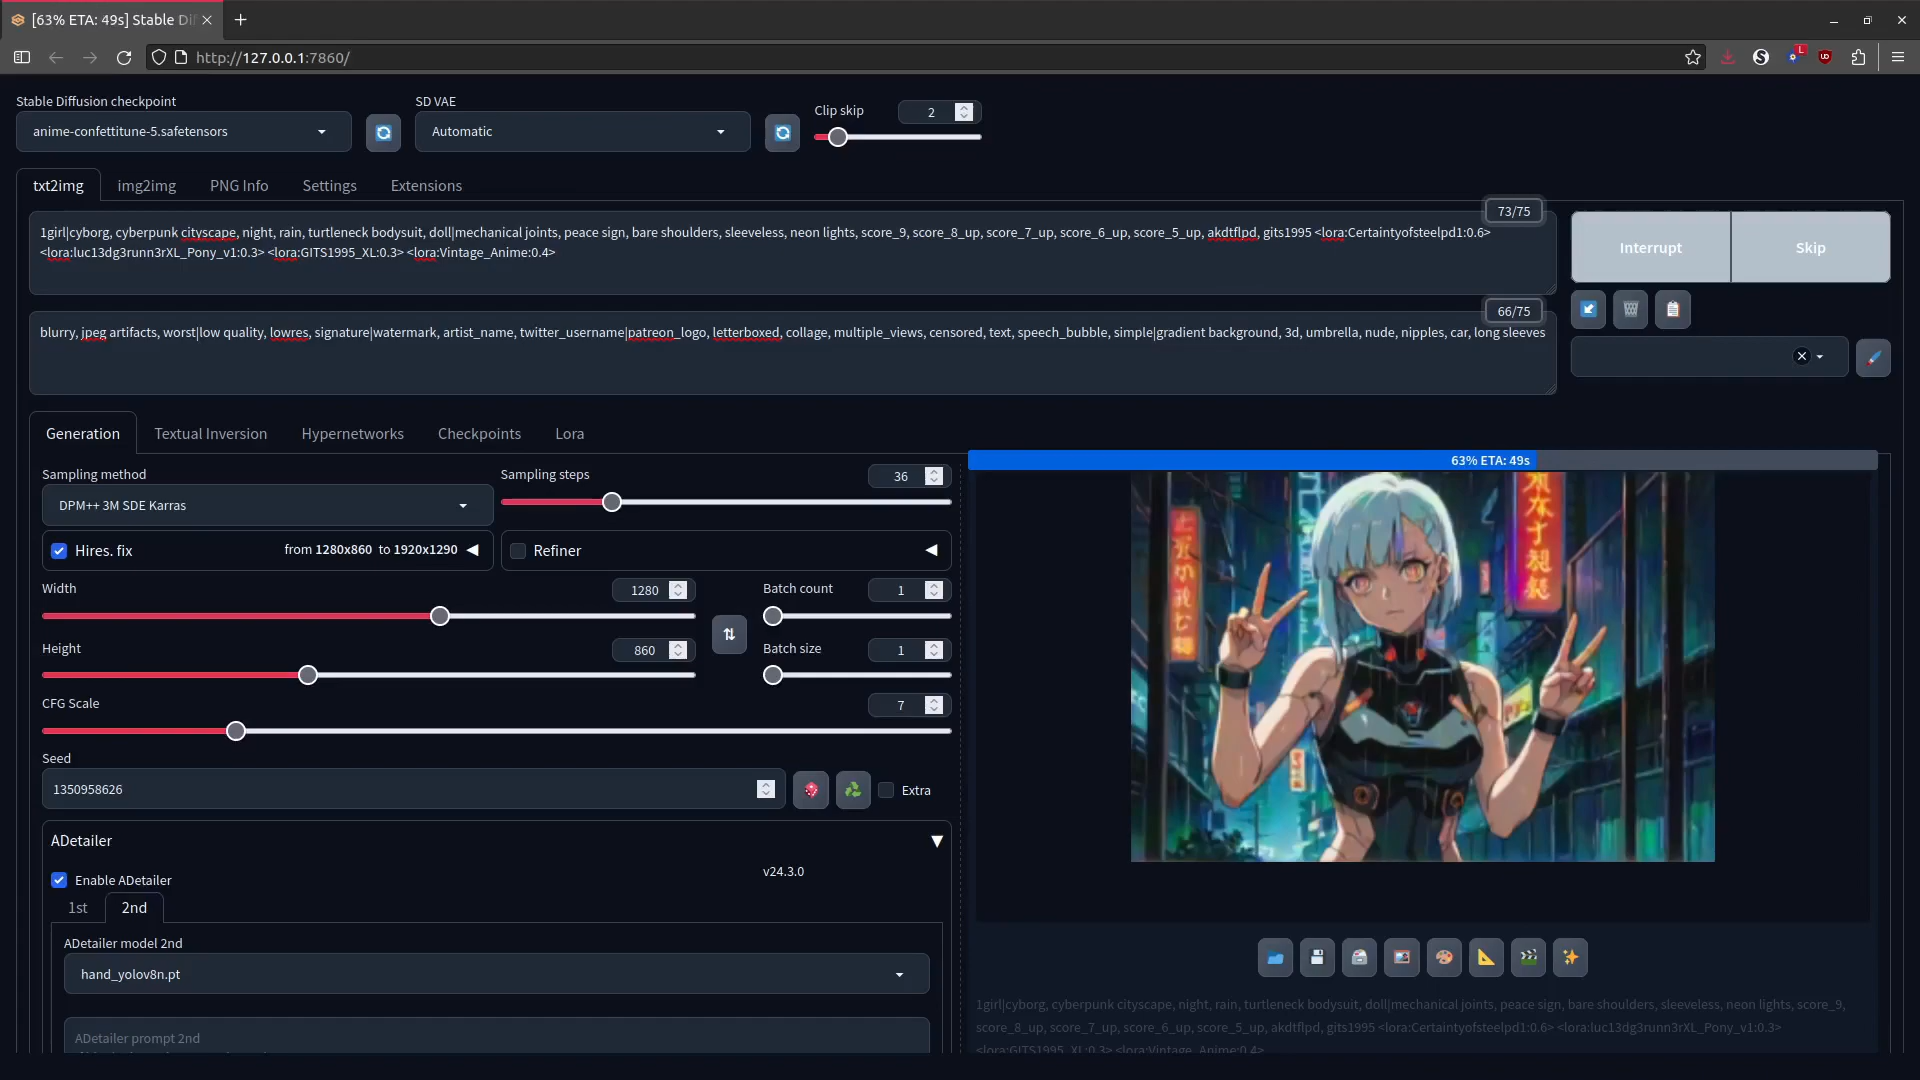 [63% ETA: 49s] Stable Di
http://127.0.0.1:7860/
Stable Diffusion checkpoint
anime-confettitune-5.safetensors
SD VAE
Automatic
Clip skip
2
txt2img
img2img
PNG Info
Settings
Extensions
73/75
1girl|cyborg, cyberpunk cityscape, night, rain, turtleneck bodysuit, doll|mechanical joints, peace sign, bare shoulders, sleeveless, neon lights, score_9, score_8_up, score_7_up, score_6_up, score_5_up, akdtflpd, gits1995 <lora:Certaintyofsteelpd1:0.6>
<lora:luc13dg3runn3rXL_Pony_v1:0.3> <lora:GITS1995_XL:0.3> <lora:Vintage_Anime:0.4>
Interrupt
Skip
66/75
blurry, jpeg artifacts, worst|low quality, lowres, signature|watermark, artist_name, twitter_username|patreon_logo, letterboxed, collage, multiple_views, censored, text, speech_bubble, simple|gradient background, 3d, umbrella, nude, nipples, car, long sleeves
Generation
Textual Inversion
Hypernetworks
Checkpoints
Lora
Sampling method
DPM++ 3M SDE Karras
Sampling steps
36
63% ETA: 49s
Hires. fix
from 1280x860 to 1920x1290
Refiner
Width
1280
Batch count
1
Height
860
Batch size
1
CFG Scale
7
Seed
1350958626
Extra
ADetailer
v24.3.0
Enable ADetailer
1st
2nd
ADetailer model 2nd
hand_yolov8n.pt
ADetailer prompt 2nd
1girl|cyborg, cyberpunk cityscape, night, rain, turtleneck bodysuit, doll|mechanical joints, peace sign, bare shoulders, sleeveless, neon lights, score_9,
score_8_up, score_7_up, score_6_up, score_5_up, akdtflpd, gits1995 <lora:Certaintyofsteelpd1:0.6> <lora:luc13dg3runn3rXL_Pony_v1:0.3>
<lora:GITS1995_XL:0.3> <lora:Vintage_Anime:0.4>